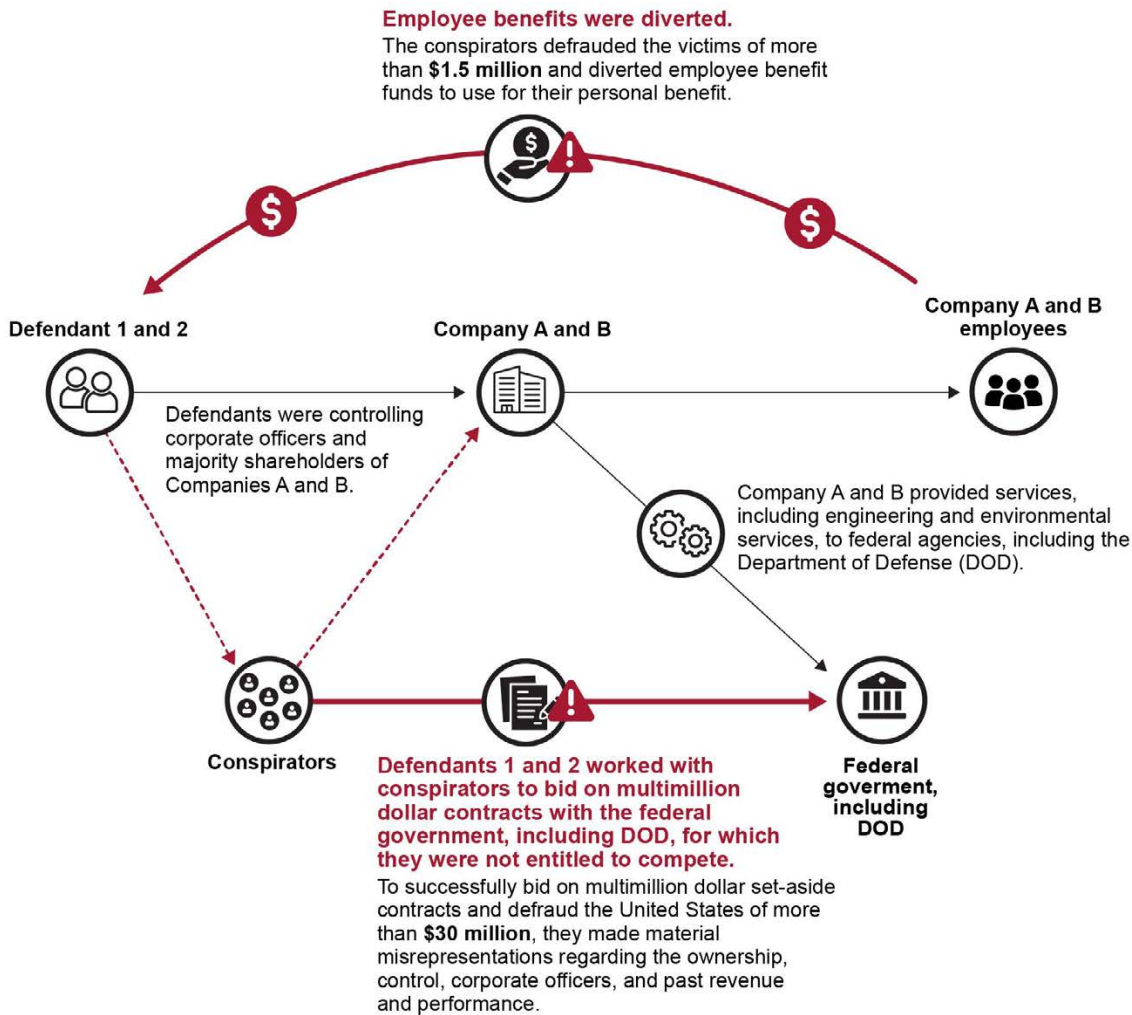 Employee benefits were diverted.
The conspirators defrauded the victims of more
than $1.5 million and diverted employee benefit
funds to use for their personal benefit.
$
$
$
Defendant 1 and 2
Company A and B
Company A and B
employees
Defendants were controlling
corporate officers and
majority shareholders of
Companies A and B.
Company A and B provided services,
including engineering and environmental
services, to federal agencies, including the
Department of Defense (DOD).
Conspirators
Defendants 1 and 2 worked with
conspirators to bid on multimillion
dollar contracts with the federal
government, including DOD, for which
they were not entitled to compete.
To successfully bid on multimillion dollar set-aside
contracts and defraud the United States of more
than $30 million, they made material
misrepresentations regarding the ownership,
control, corporate officers, and past revenue
and performance.
Federal
goverment,
including
DOD